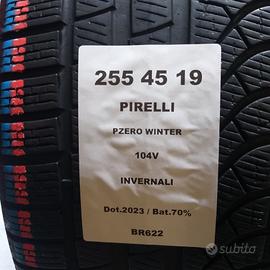 255 45 19
PIRELLI
PZERO WINTER
104V
INVERNALI
Dot.2023 / Bat.70%
BR622
subito